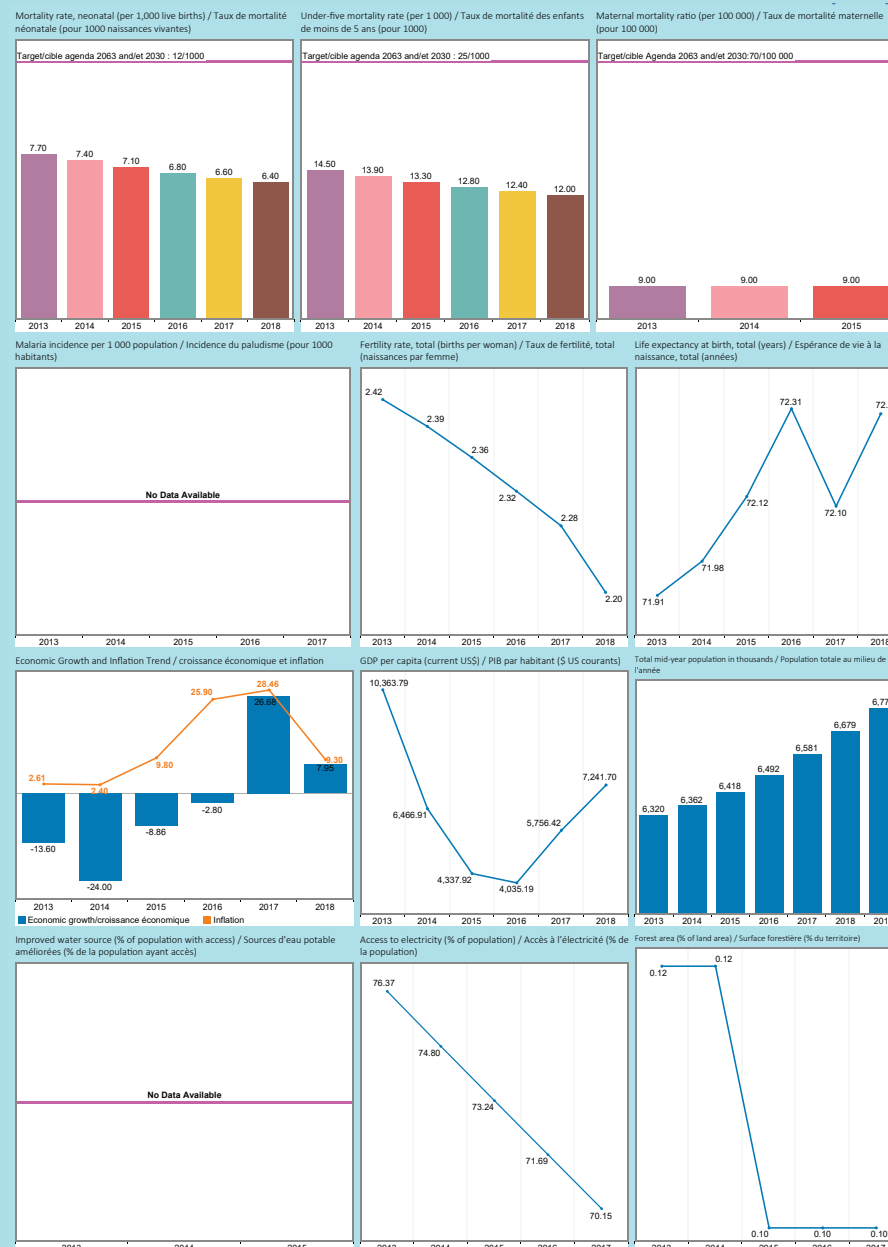 Mortality rate, neonatal (per 1,000 live births) / Taux de mortalité
néonatale (pour 1000 naissances vivantes)
Target/cible agenda 2063 and/et 2030 : 12/1000
7.70
7.40
7.10
6.80
6.60
6.40
2013 2014 2015 2016 2017 2018
Under-five mortality rate (per 1 000) / Taux de mortalité des enfants
de moins de 5 ans (pour 1000)
Target/cible agenda 2063 and/et 2030 : 25/1000
14.50
13.90
13.30
12.80
12.40
12.00
2013 2014 2015 2016 2017 2018
Maternal mortality ratio (per 100 000) / Taux de mortalité maternelle
(pour 100 000)
Target/cible Agenda 2063 and/et 2030:70/100 000
9.00 9.00 9.00
2013 2014 2015
Malaria incidence per 1 000 population / Incidence du paludisme (pour 1000
habitants)
No Data Available
2013 2014 2015 2016 2017
Fertility rate, total (births per woman) / Taux de fertilité, total
(naissances par femme)
2.42
2.39
2.36
2.32
2.28
2.20
2013 2014 2015 2016 2017 2018
Life expectancy at birth, total (years) / Espérance de vie à la
naissance, total (années)
71.91
71.98
72.12
72.31
72.10
72.
2013 2014 2015 2016 2017 2018
Economic Growth and Inflation Trend / croissance économique et inflation
2.61
2.40
9.80
25.90
28.46
9.30
-13.60
-24.00
-8.86
-2.80
26.68
7.95
2013 2014 2015 2016 2017 2018
Economic growth/croissance économique Inflation
GDP per capita (current US$) / PIB par habitant ($ US courants)
10,363.79
6,466.91
4,337.92
4,035.19
5,756.42
7,241.70
2013 2014 2015 2016 2017 2018
Total mid-year population in thousands / Population totale au milieu de
l'année
6,320
6,362
6,418
6,492
6,581
6,679
6,77
2013 2014 2015 2016 2017 2018
Improved water source (% of population with access) / Sources d'eau potable
améliorées (% de la population ayant accès)
No Data Available
2013 2014 2015
Access to electricity (% of population) / Accès à l'électricité (% de
la population)
76.37
74.80
73.24
71.69
70.15
2013 2014 2015 2016 2017
Forest area (% of land area) / Surface forestière (% du territoire)
0.12
0.12
0.10
0.10
0.10
2013 2014 2015 2016 2017